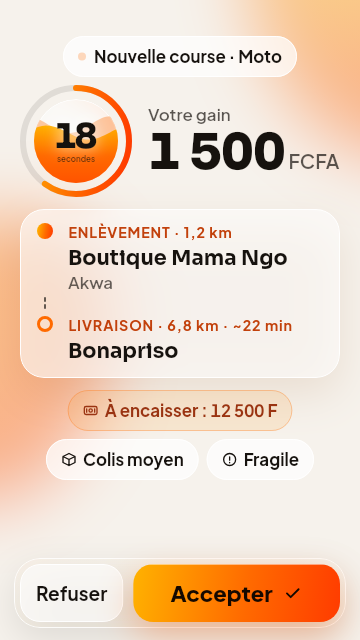 Nouvelle course · Moto
18
secondes
Votre gain
1 500 FCFA
ENLÈVEMENT · 1,2 km
Boutique Mama Ngo
Akwa
LIVRAISON · 6,8 km · ~22 min
Bonapriso
À encaisser : 12 500 F
Colis moyen
Fragile
Refuser
Accepter